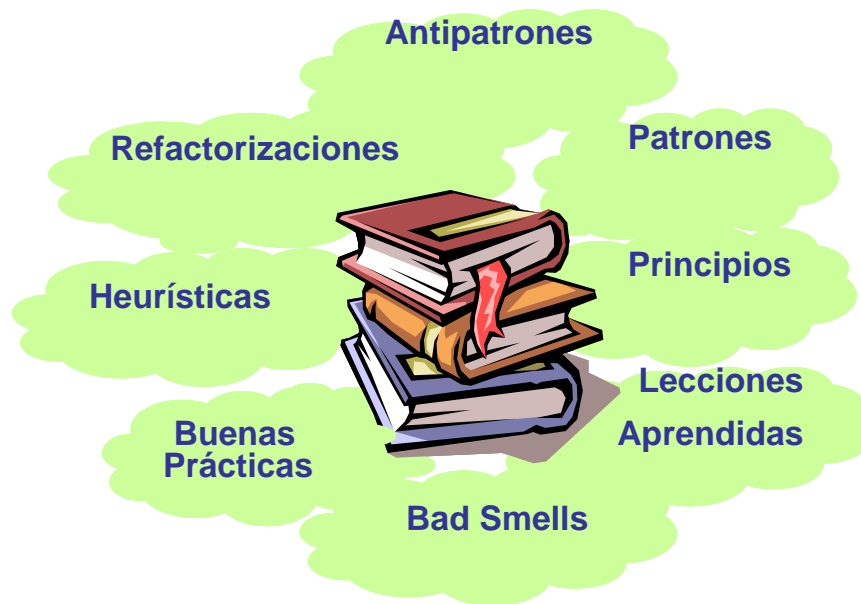 Antipatrones
Refactorizaciones
Patrones
Heurísticas
Principios
Lecciones
Aprendidas
Buenas
Prácticas
Bad Smells